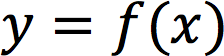 y = f(x)